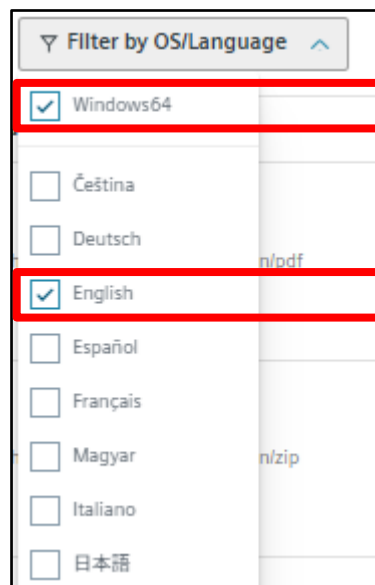 Filter by OS/Language
Windows64
Čeština
Deutsch
n/pdf
English
Español
Français
Magyar
n/zip
Italiano
日本語